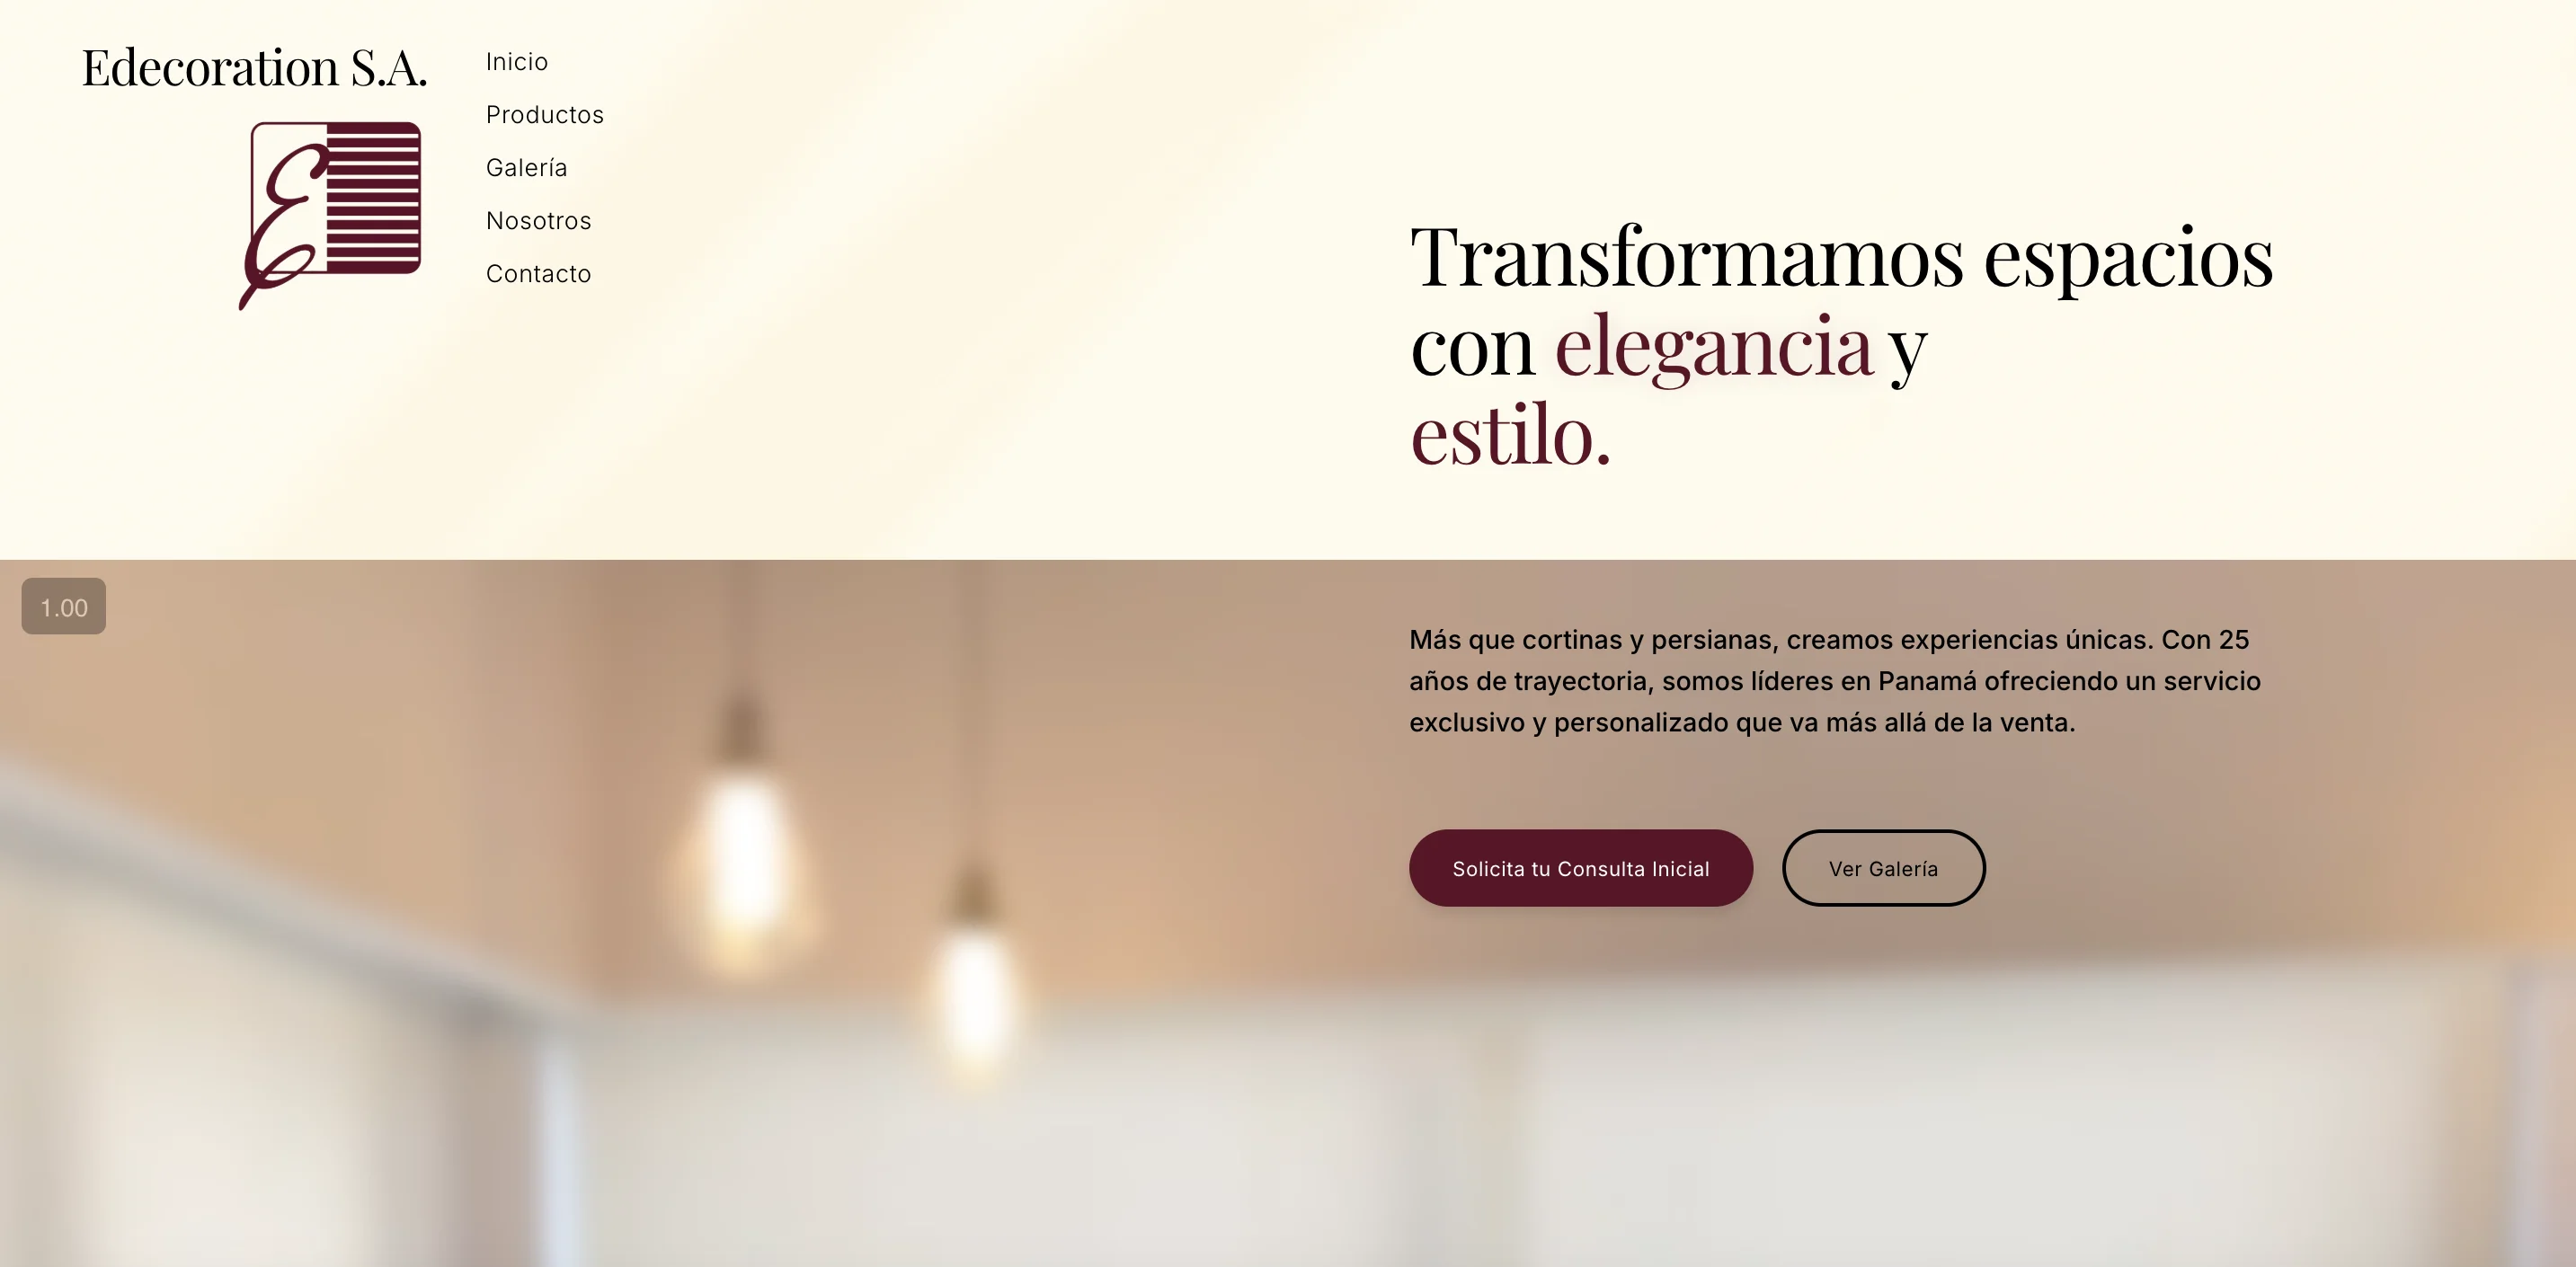 Edecoration S.A.
E
Inicio
Productos
Galería
Nosotros
Contacto
Transformamos espacios
con elegancia y
estilo.
1.00
Más que cortinas y persianas, creamos experiencias únicas. Con 25
años de trayectoria, somos líderes en Panamá ofreciendo un servicio
exclusivo y personalizado que va más allá de la venta.
Solicita tu Consulta Inicial
Ver Galería